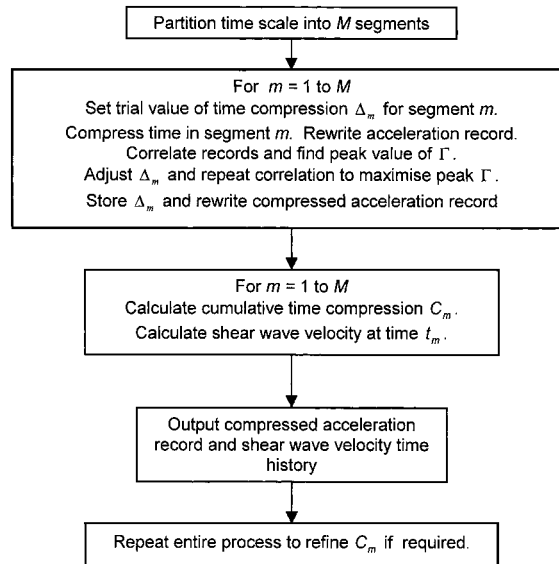 Partition time scale into M segments
For m = 1 to M
Set trial value of time compression Δm for segment m.
Compress time in segment m. Rewrite acceleration record.
Correlate records and find peak value of Γ.
Adjust Δm and repeat correlation to maximise peak Γ.
Store Δm and rewrite compressed acceleration record
For m = 1 to M
Calculate cumulative time compression Cm.
Calculate shear wave velocity at time tm.
Output compressed acceleration
record and shear wave velocity time
history
Repeat entire process to refine Cm if required.